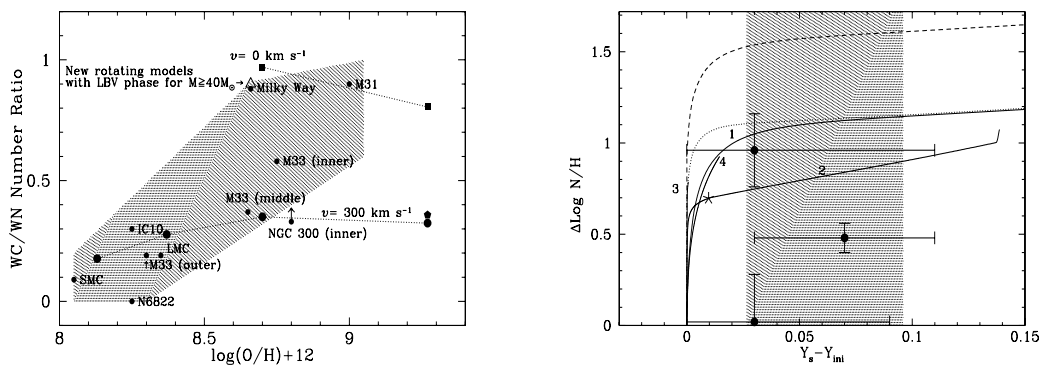 WC/WN Number Ratio
1
0.5
0
8
8.5
9
log(O/H)+12
v= 0 km s⁻¹
New rotating models
with LBV phase for M≥40M⊙→
Milky Way
M31
M33 (inner)
M33 (middle)
v= 300 km s⁻¹
NGC 300 (inner)
IC10
LMC
↑M33 (outer)
SMC
N6822
ΔLog N/H
1.5
1
0.5
0
0
0.05
0.1
0.15
Yₛ−Yᵢₙᵢ
1
4
2
3